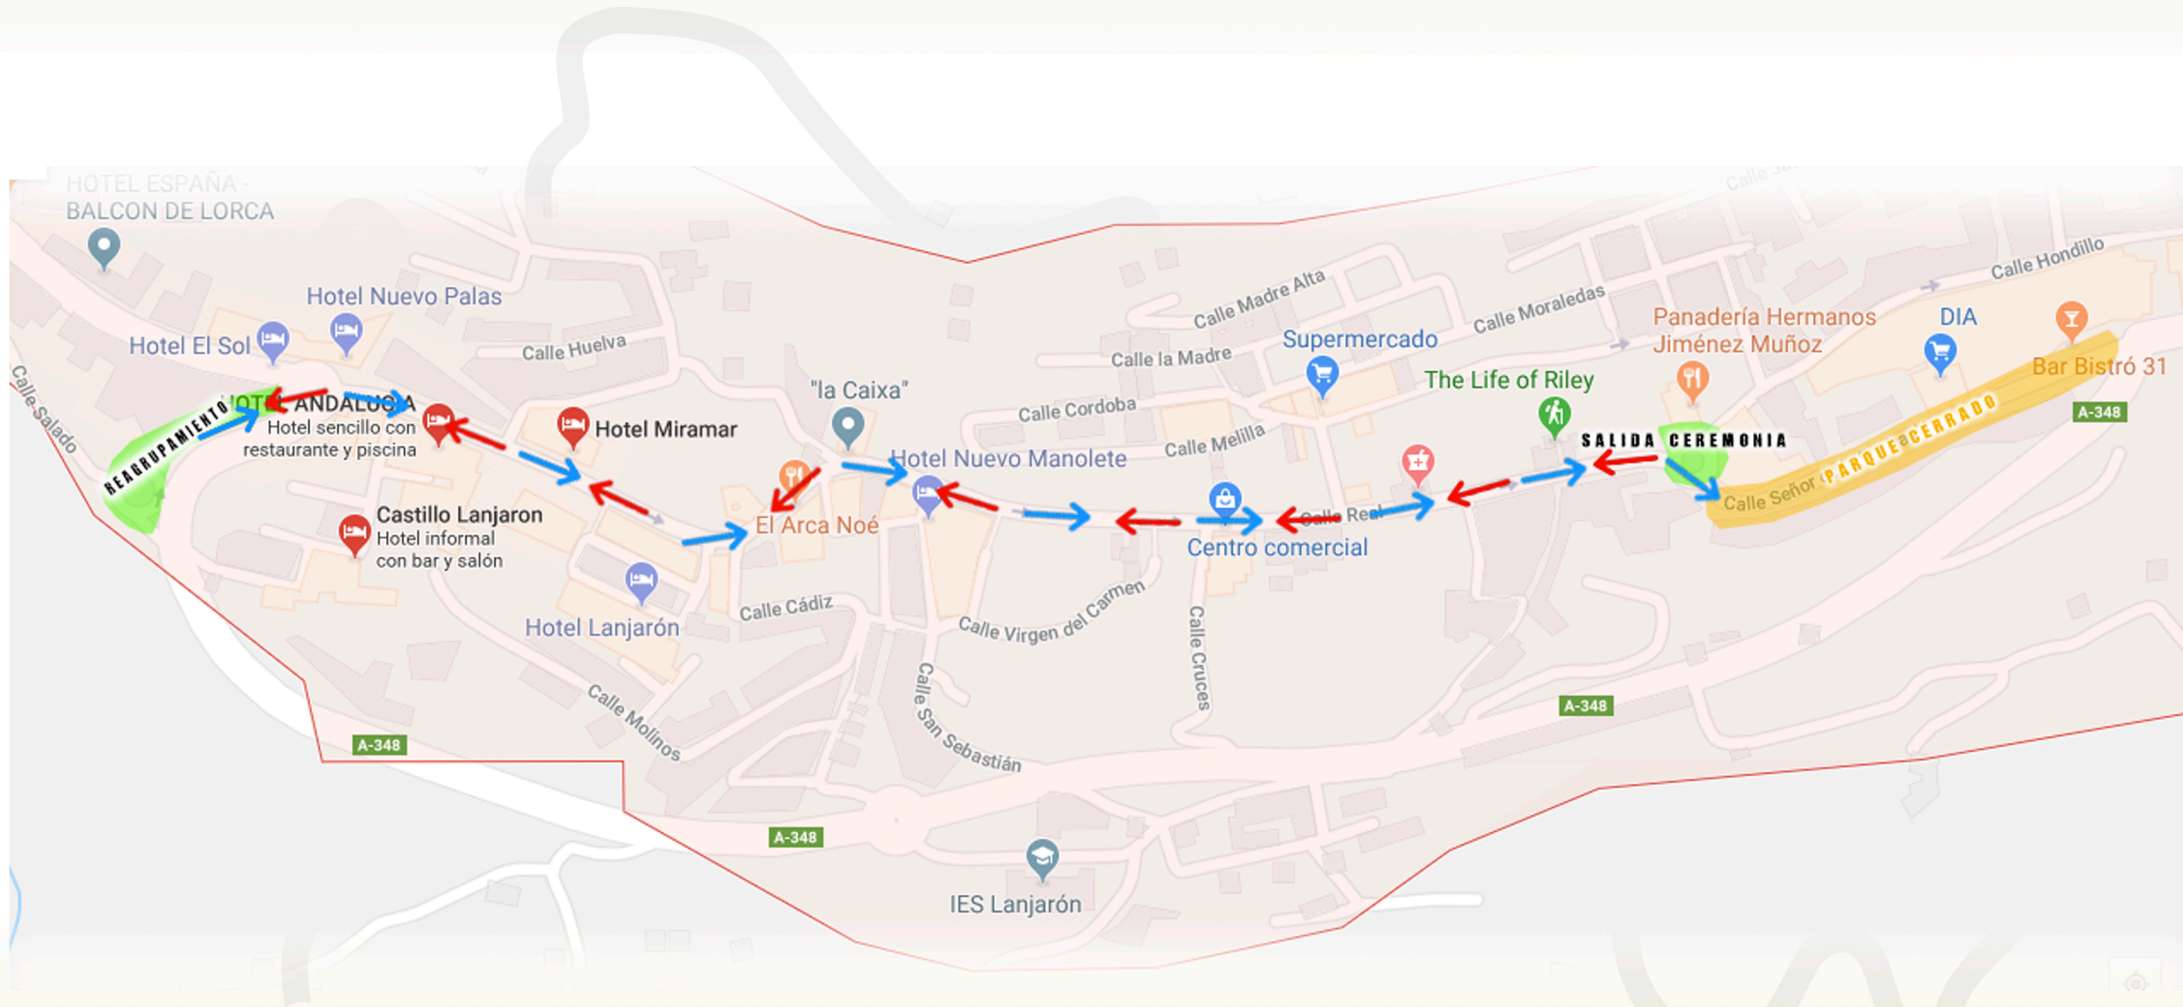 HOTEL ESPAÑA -
BALCON DE LORCA
Hotel Nuevo Palas
Hotel El Sol
Calle Salado
REAGRUPAMIENTO
HOTEL ANDALUCIA
Hotel sencillo con
restaurante y piscina
Castillo Lanjaron
Hotel informal
con bar y salón
Calle Huelva
Hotel Miramar
"la Caixa"
Hotel Nuevo Manolete
El Arca Noé
Hotel Lanjarón
Calle Cádiz
Calle Molinos
Calle San Sebastián
Calle Virgen del Carmen
Calle Cruces
Calle Madre Alta
Calle la Madre
Calle Cordoba
Calle Melilla
Calle Moraledas
Supermercado
The Life of Riley
Centro comercial
Calle Real
SALIDA CEREMONIA
Panadería Hermanos
Jiménez Muñoz
DIA
Calle Hondillo
Bar Bistró 31
Calle Señor
PARQUE CERRADO
A-348
A-348
A-348
A-348
IES Lanjarón